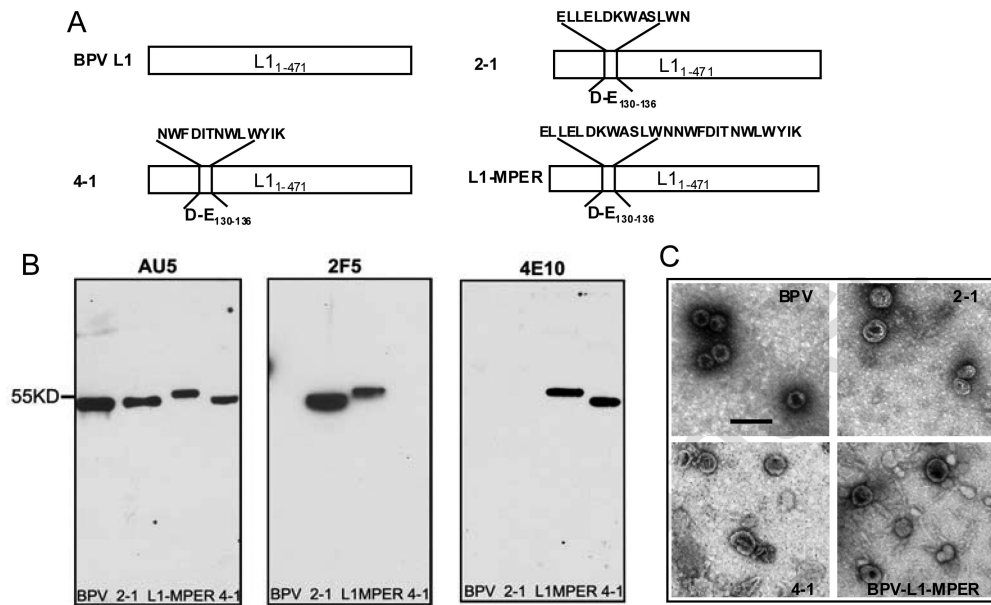 A
ELLELDKWASLWN
BPV L1
L1₁₋₄₇₁
2-1
L1₁₋₄₇₁
D-E₁₃₀₋₁₃₆
NWFDITNWLWYIK
ELLELDKWASLWNNWFDITNWLWYIK
4-1
L1₁₋₄₇₁
L1-MPER
L1₁₋₄₇₁
D-E₁₃₀₋₁₃₆
D-E₁₃₀₋₁₃₆
B
AU5
2F5
4E10
C
55KD
BPV 2-1 L1-MPER 4-1
BPV 2-1 L1MPER 4-1
BPV 2-1 L1MPER 4-1
BPV
2-1
4-1
BPV-L1-MPER